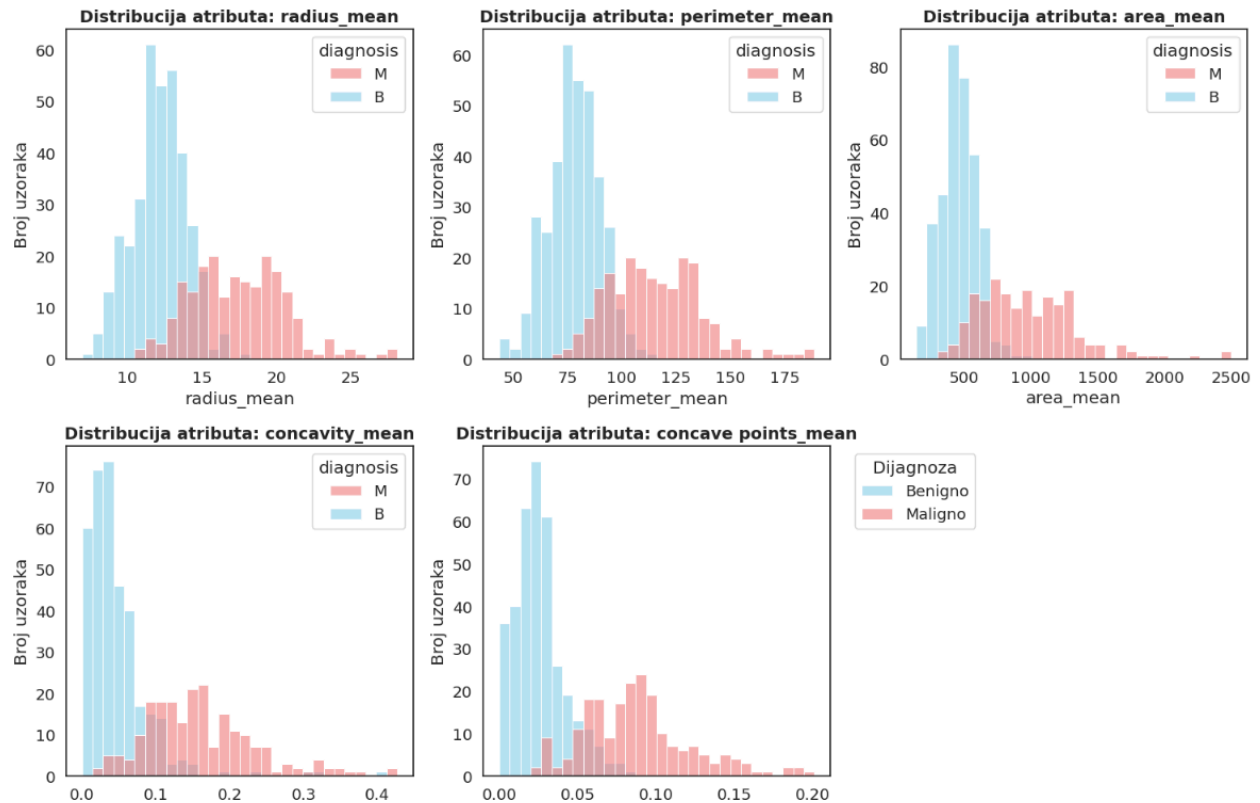 Distribucija atributa: radius_mean
60
50
40
30
20
10
0
Broj uzoraka
diagnosis
M
B
10 15 20 25
radius_mean
Distribucija atributa: perimeter_mean
60
50
40
30
20
10
0
Broj uzoraka
diagnosis
M
B
50 75 100 125 150 175
perimeter_mean
Distribucija atributa: area_mean
80
60
40
20
0
Broj uzoraka
diagnosis
M
B
500 1000 1500 2000 2500
area_mean
Distribucija atributa: concavity_mean
70
60
50
40
30
20
10
0
Broj uzoraka
diagnosis
M
B
0.0 0.1 0.2 0.3 0.4
Distribucija atributa: concave points_mean
70
60
50
40
30
20
10
0
Broj uzoraka
0.00 0.05 0.10 0.15 0.20
Dijagnoza
Benigno
Maligno